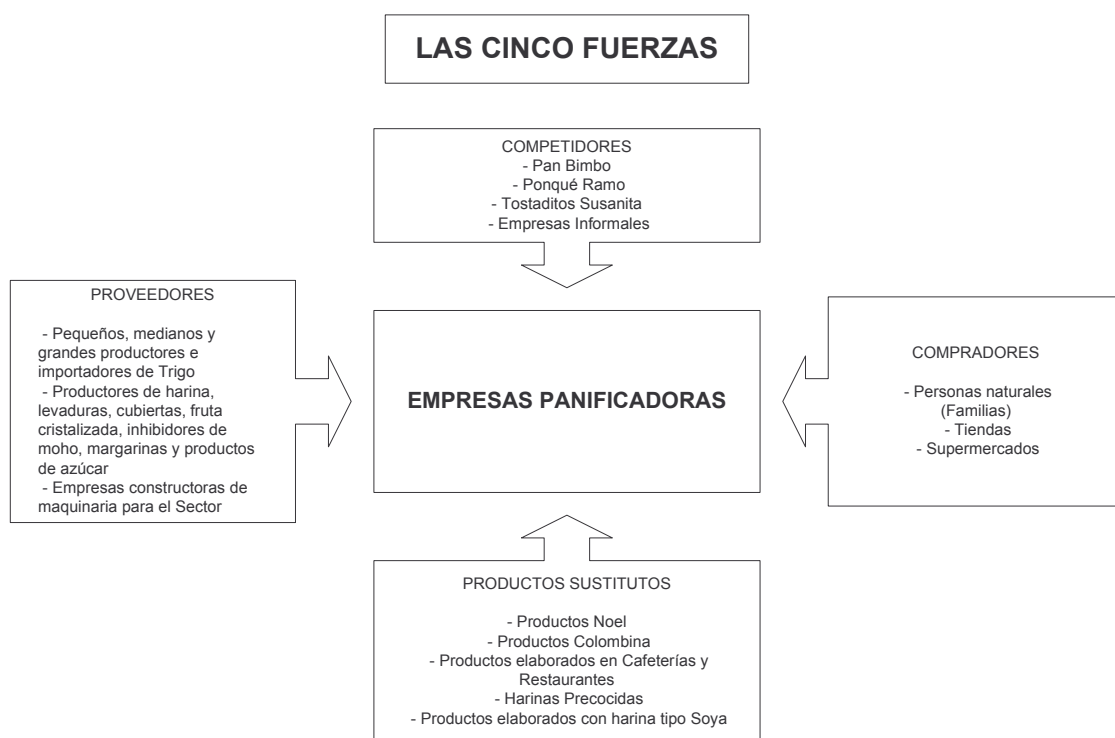 LAS CINCO FUERZAS
COMPETIDORES
- Pan Bimbo
- Ponqué Ramo
- Tostaditos Susanita
- Empresas Informales
PROVEEDORES
- Pequeños, medianos y
grandes productores e
importadores de Trigo
- Productores de harina,
levaduras, cubiertas, fruta
cristalizada, inhibidores de
moho, margarinas y productos
de azúcar
- Empresas constructoras de
maquinaria para el Sector
EMPRESAS PANIFICADORAS
COMPRADORES
- Personas naturales
(Familias)
- Tiendas
- Supermercados
PRODUCTOS SUSTITUTOS
- Productos Noel
- Productos Colombina
- Productos elaborados en Cafeterías y
Restaurantes
- Harinas Precocidas
- Productos elaborados con harina tipo Soya